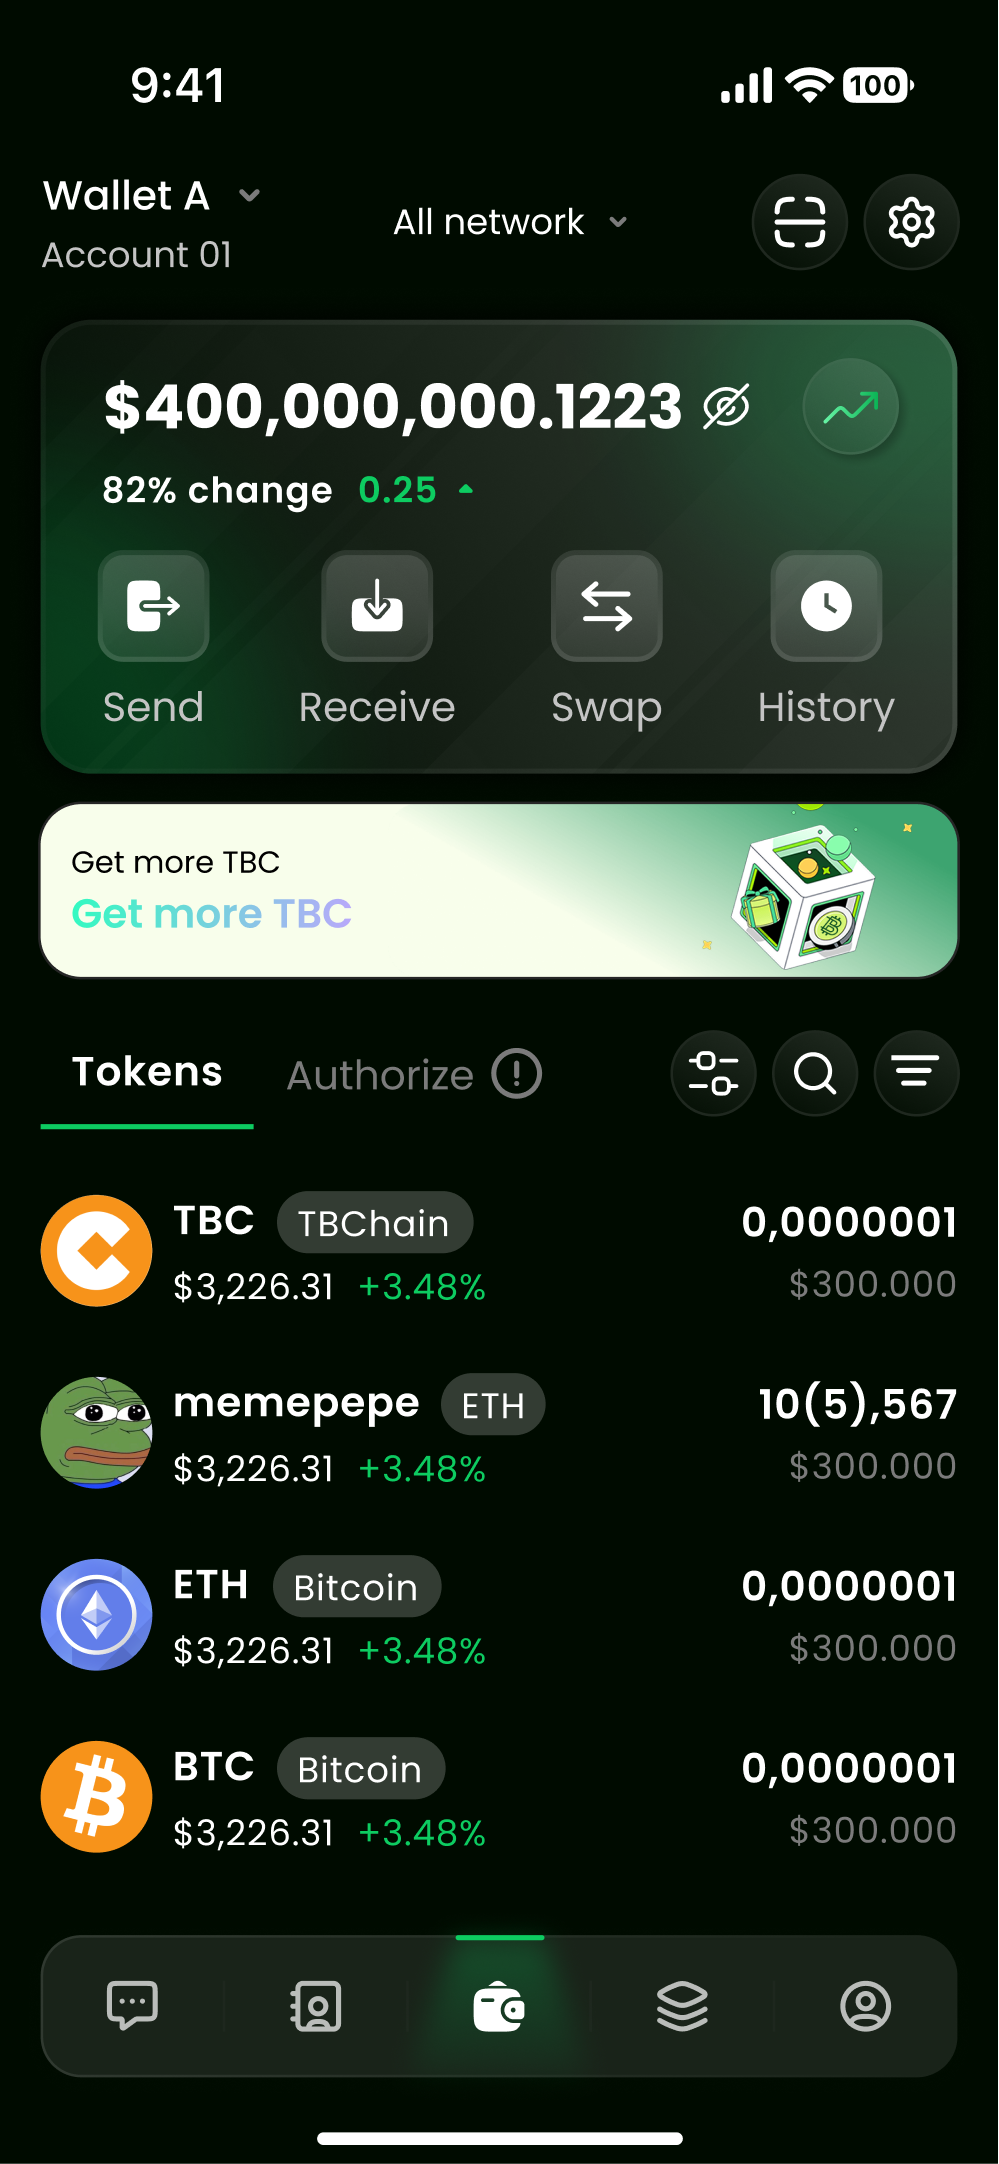 9:41
100
Wallet A
Account 01
All network
$400,000,000.1223
82% change 0.25
Send Receive Swap History
Get more TBC
Get more TBC
Tokens Authorize
TBC TBChain 0,0000001
$3,226.31 +3.48% $300.000
memepepe ETH 10(5),567
$3,226.31 +3.48% $300.000
ETH Bitcoin 0,0000001
$3,226.31 +3.48% $300.000
BTC Bitcoin 0,0000001
$3,226.31 +3.48% $300.000